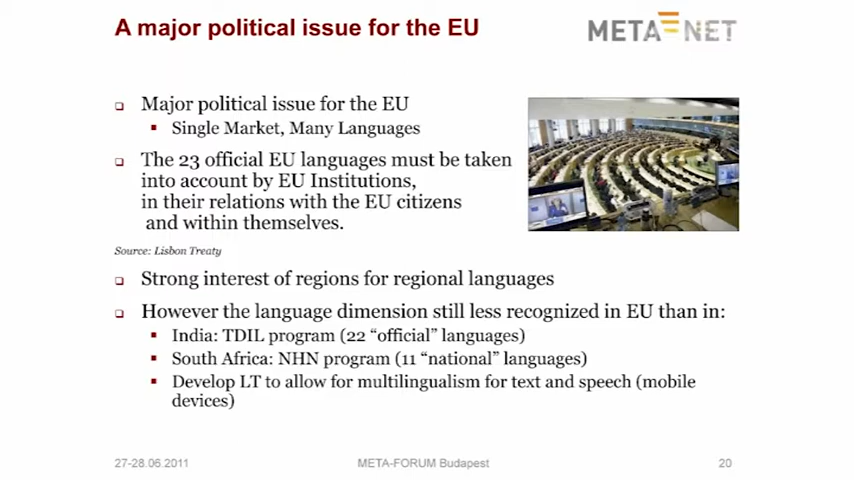 A major political issue for the EU
META NET
Major political issue for the EU
Single Market, Many Languages
The 23 official EU languages must be taken
into account by EU Institutions,
in their relations with the EU citizens
and within themselves.
Source: Lisbon Treaty
Strong interest of regions for regional languages
However the language dimension still less recognized in EU than in:
India: TDIL program (22 “official” languages)
South Africa: NHN program (11 “national” languages)
Develop LT to allow for multilingualism for text and speech (mobile
devices)
27-28.06.2011
META-FORUM Budapest
20